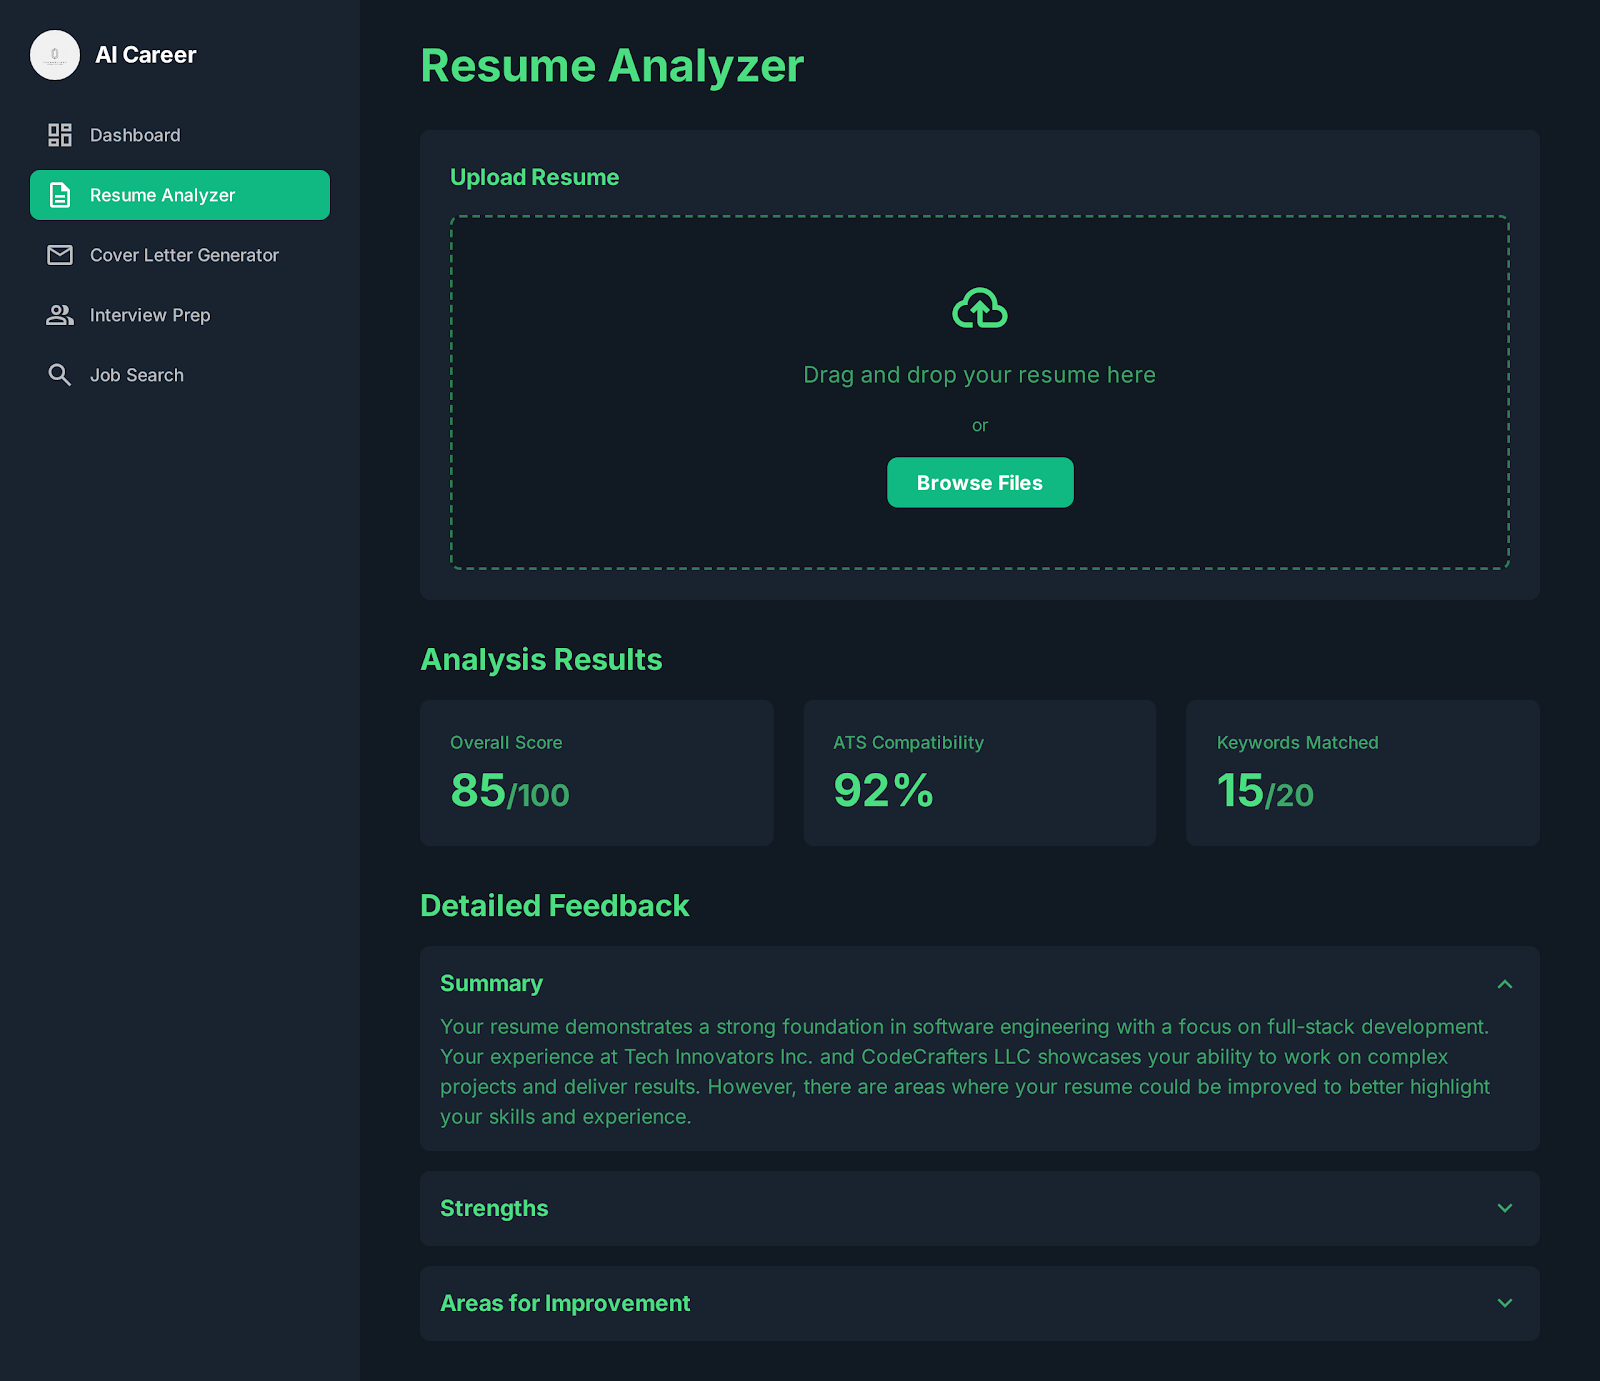 AI Career
Dashboard
Resume Analyzer
Cover Letter Generator
Interview Prep
Job Search
Resume Analyzer
Upload Resume
Drag and drop your resume here
or
Browse Files
Analysis Results
Overall Score
85/100
ATS Compatibility
92%
Keywords Matched
15/20
Detailed Feedback
Summary
Your resume demonstrates a strong foundation in software engineering with a focus on full-stack development.
Your experience at Tech Innovators Inc. and CodeCrafters LLC showcases your ability to work on complex
projects and deliver results. However, there are areas where your resume could be improved to better highlight
your skills and experience.
Strengths
Areas for Improvement